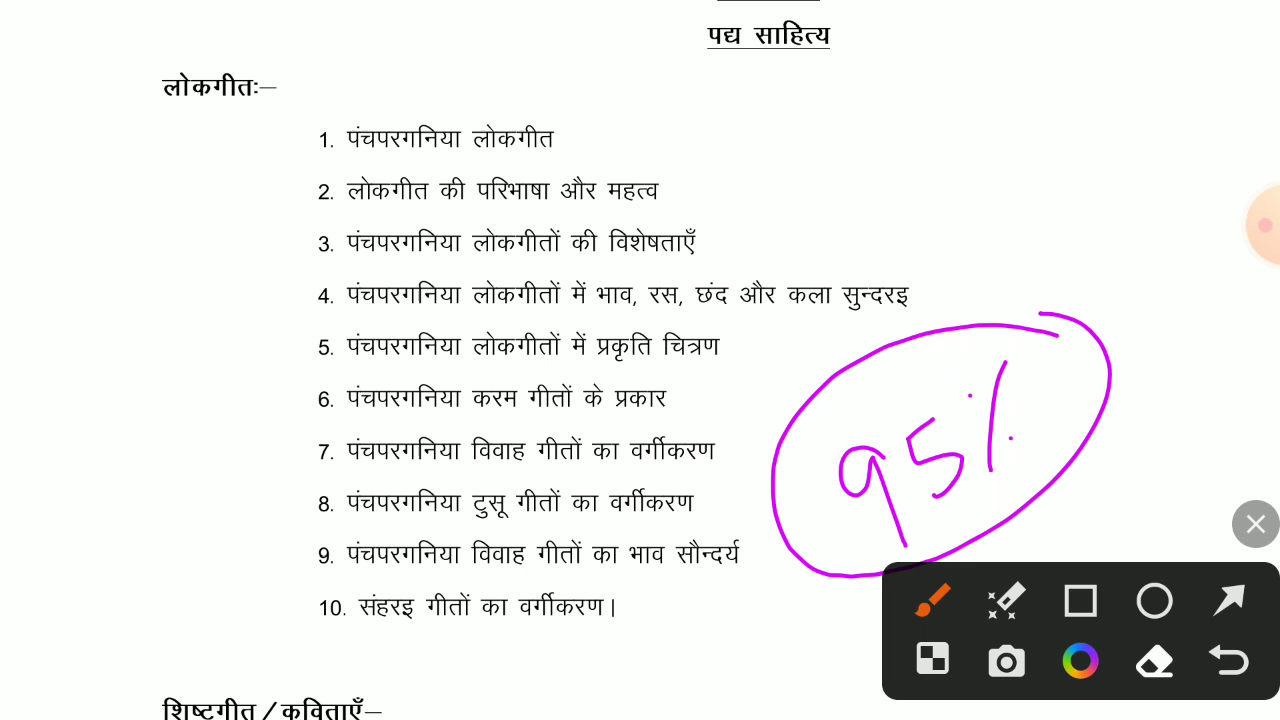 पद्य साहित्य
लोकगीतः–
1. पंचपरगनिया लोकगीत
2. लोकगीत की परिभाषा और महत्व
3. पंचपरगनिया लोकगीतों की विशेषताएँ
4. पंचपरगनिया लोकगीतों में भाव, रस, छंद और कला सुन्दरइ
5. पंचपरगनिया लोकगीतों में प्रकृति चित्रण
6. पंचपरगनिया करम गीतों के प्रकार
7. पंचपरगनिया विवाह गीतों का वर्गीकरण
8. पंचपरगनिया टुसू गीतों का वर्गीकरण
9. पंचपरगनिया विवाह गीतों का भाव सौन्दर्य
10. संहरइ गीतों का वर्गीकरण।
95%
शिष्टगीत/कविताएँ–